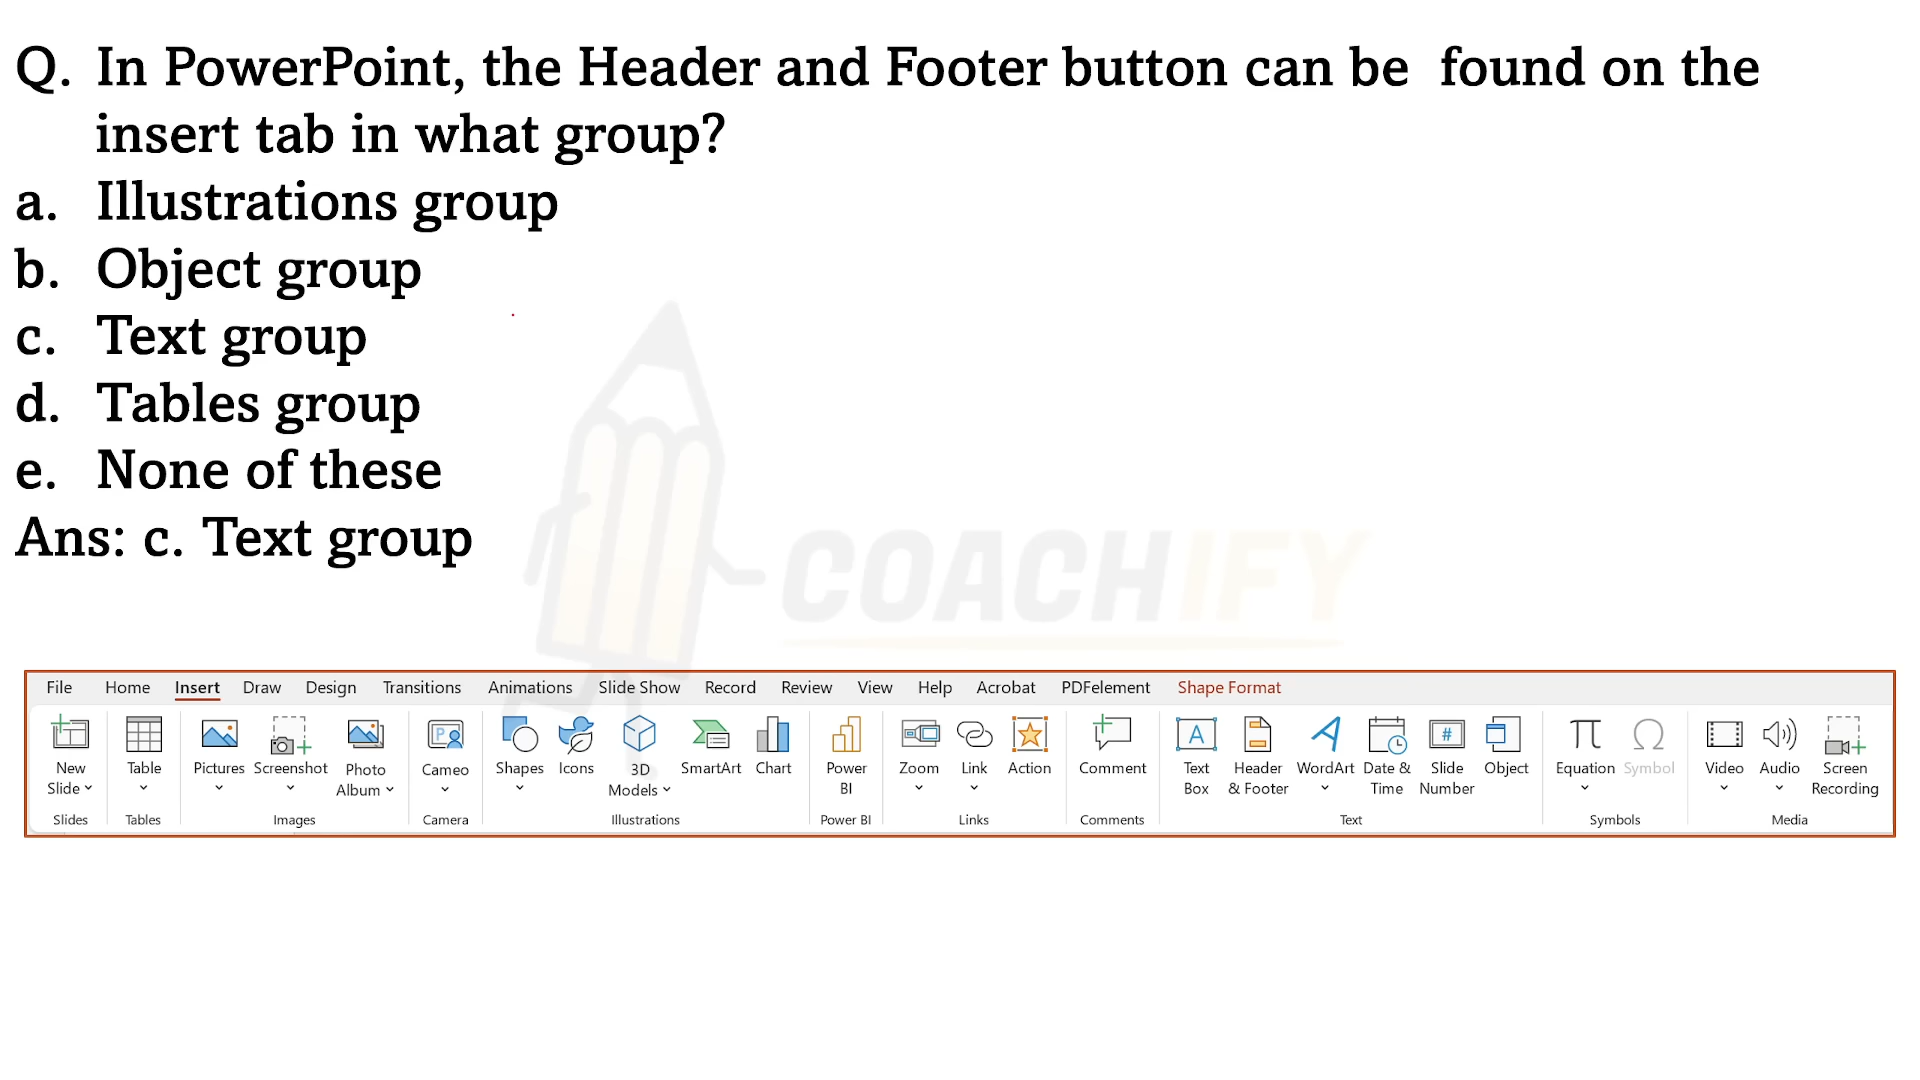 Q. In PowerPoint, the Header and Footer button can be found on the
insert tab in what group?
a. Illustrations group
b. Object group
c. Text group
d. Tables group
e. None of these
Ans: c. Text group
COACHIFY
File Home Insert Draw Design Transitions Animations Slide Show Record Review View Help Acrobat PDFelement Shape Format
New Table Pictures Screenshot Photo Cameo Shapes Icons 3D SmartArt Chart Power Zoom Link Action Comment Text Header WordArt Date & Slide Object Equation Symbol Video Audio Screen
Slide Album Models BI Box & Footer Time Number Recording
Slides Tables Images Camera Illustrations Power BI Links Comments Text Symbols Media